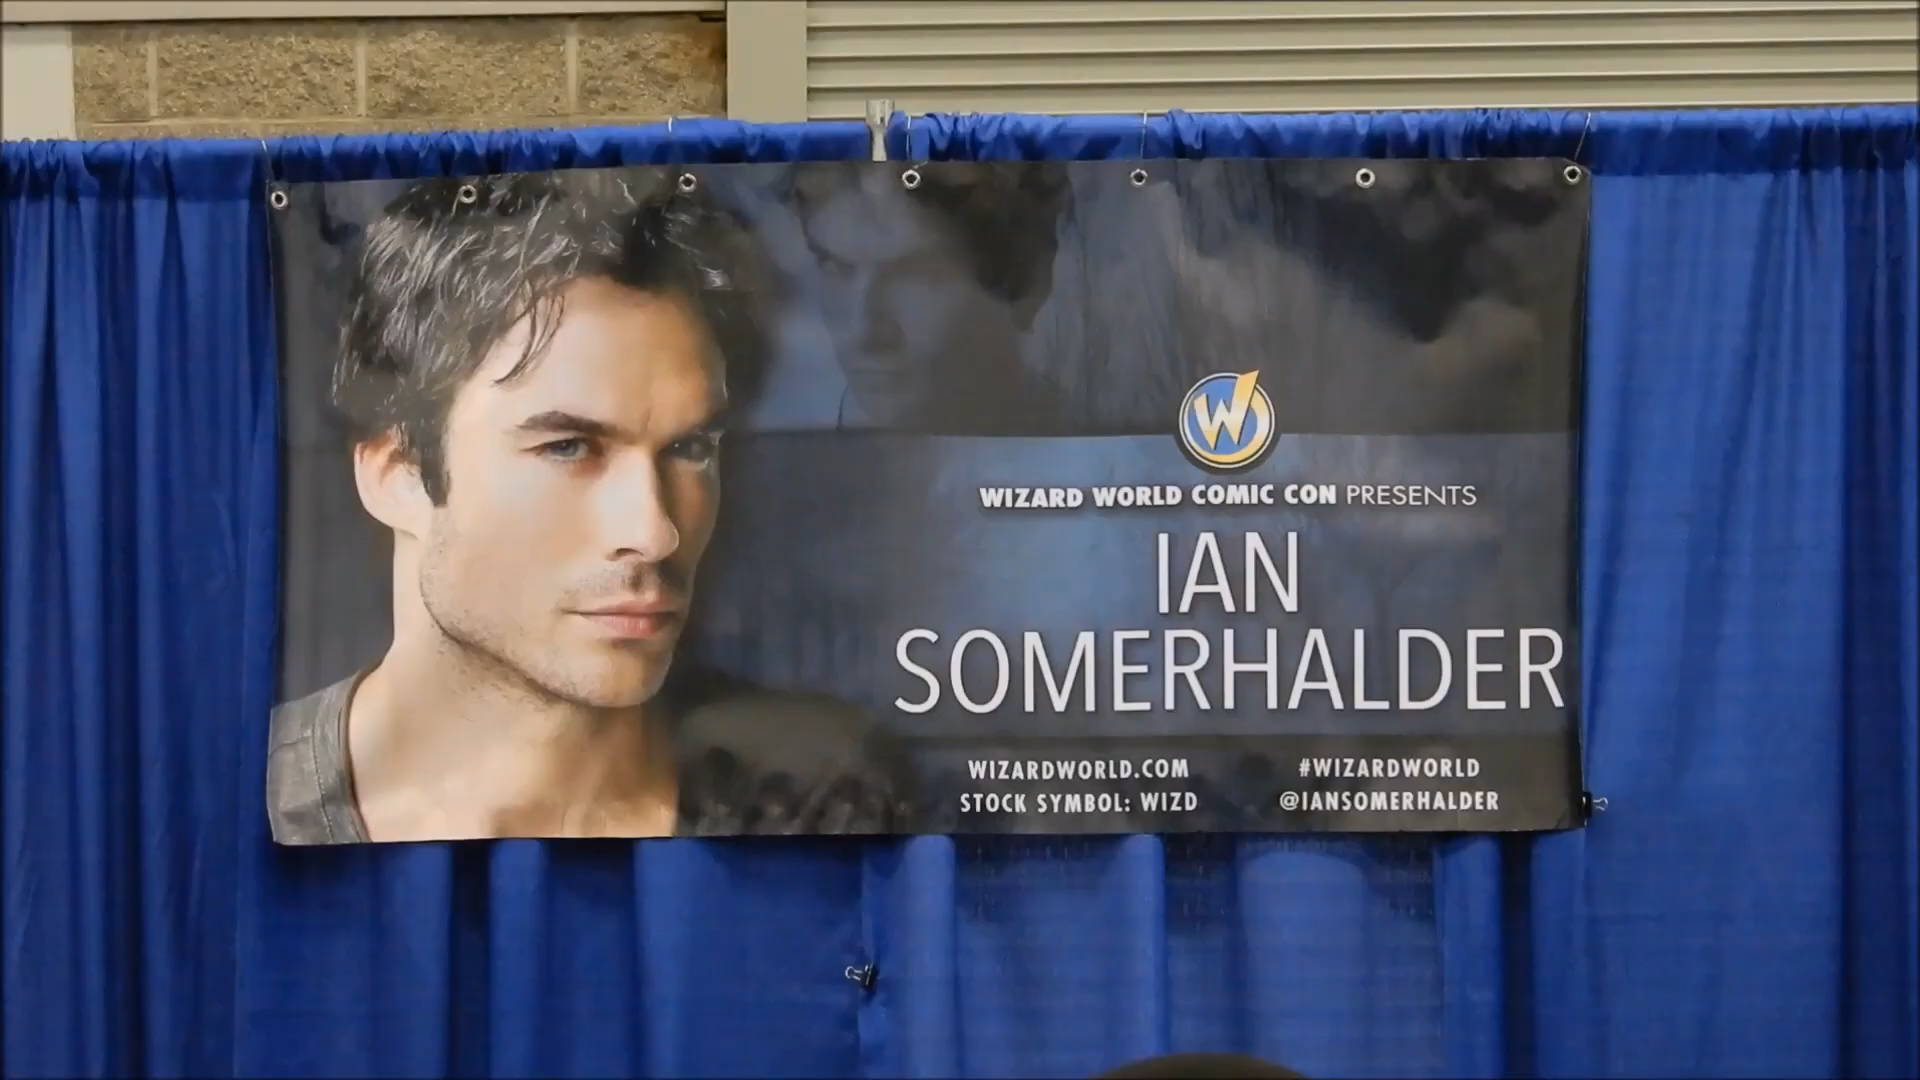 W
WIZARD WORLD COMIC CON PRESENTS
IAN
SOMERHALDER
WIZARDWORLD.COM
STOCK SYMBOL: WIZD
#WIZARDWORLD
@IANSOMERHALDER